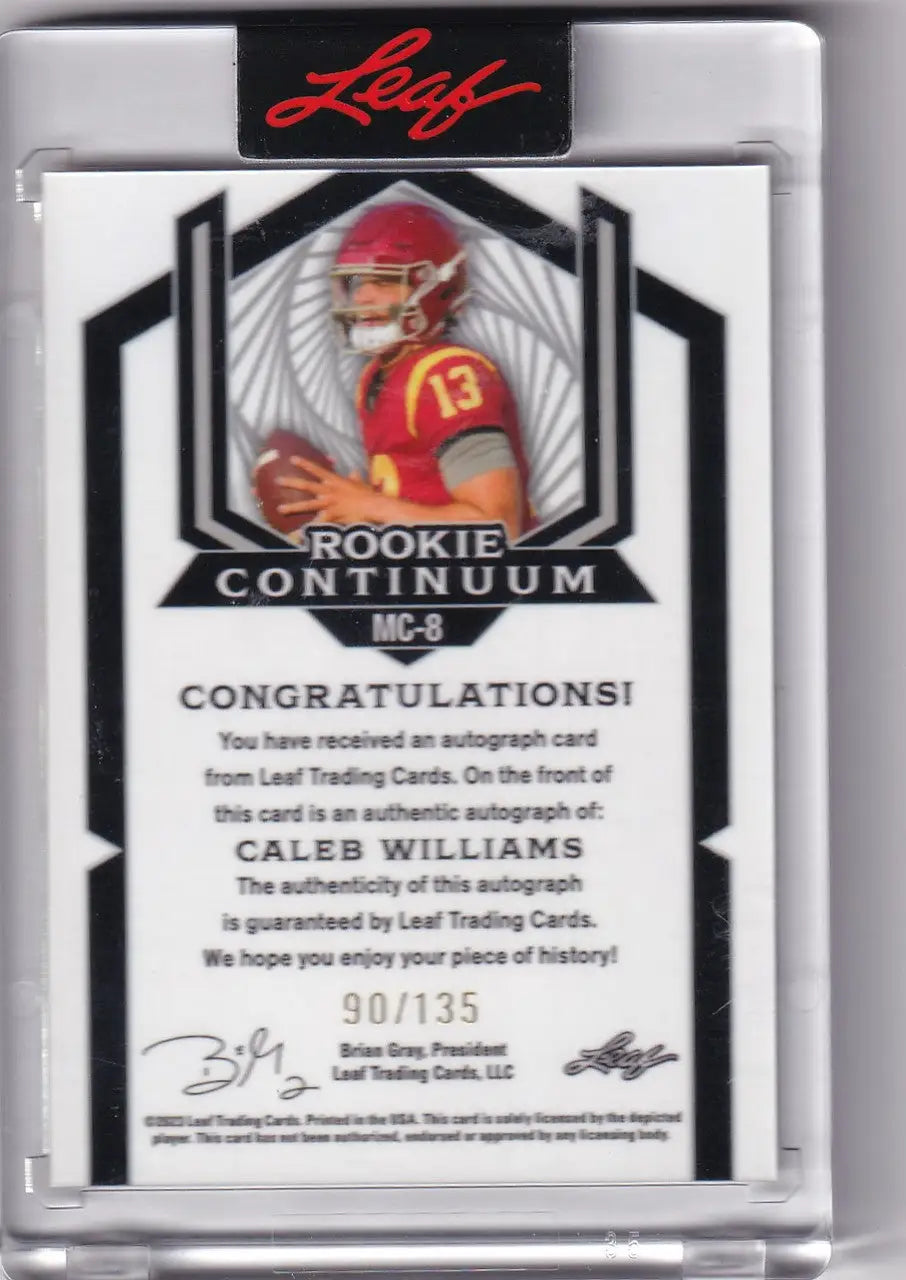 Leaf
13
ROOKIE
CONTINUUM
MC-8
CONGRATULATIONS!
You have received an autograph card
from Leaf Trading Cards. On the front of
this card is an authentic autograph of:
CALEB WILLIAMS
The authenticity of this autograph
is guaranteed by Leaf Trading Cards.
We hope you enjoy your piece of history!
90/135
Brian Gray, President
Leaf Trading Cards, LLC
Leaf
©2023 Leaf Trading Cards. Printed in the USA. This card is solely licensed by the depicted
player. This card has not been authorized, endorsed or approved by any licensing body.